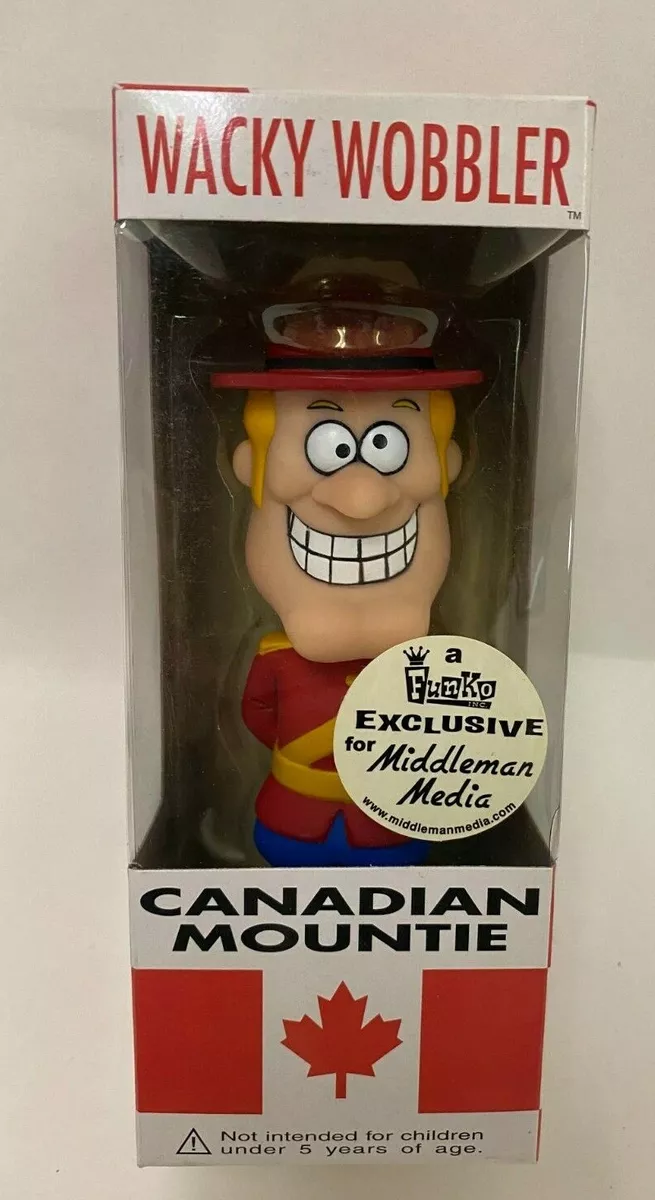 WACKY WOBBLER
TM
a
Funko
INC.
EXCLUSIVE
for Middleman
Media
www.middlemanmedia.com
CANADIAN
MOUNTIE
Not intended for children
under 5 years of age.